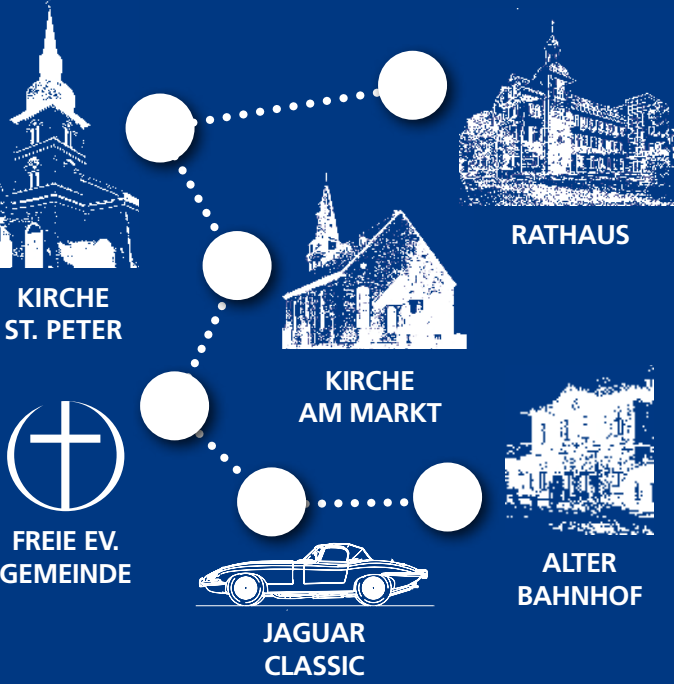 RATHAUS
KIRCHE
ST. PETER
KIRCHE
AM MARKT
FREIE EV.
GEMEINDE
ALTER
BAHNHOF
JAGUAR
CLASSIC